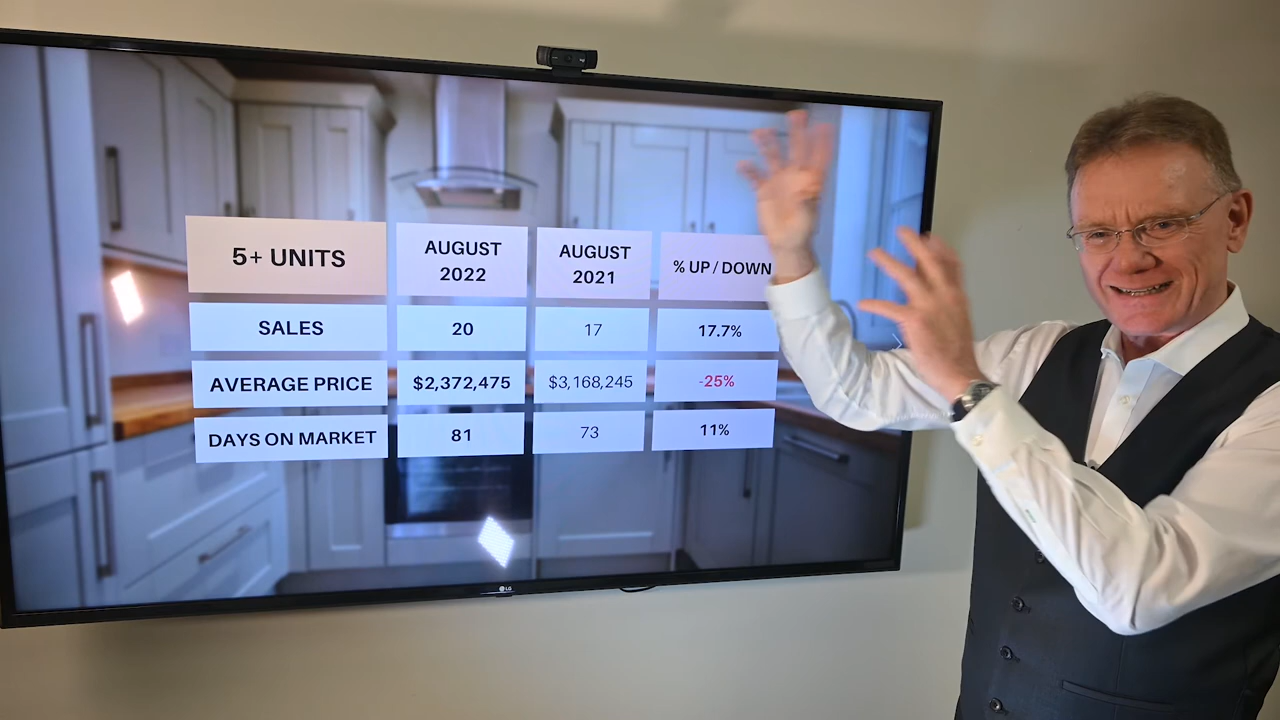 5+ UNITS
AUGUST 2022
AUGUST 2021
% UP / DOWN
SALES
20
17
17.7%
AVERAGE PRICE
$2,372,475
$3,168,245
-25%
DAYS ON MARKET
81
73
11%
LG